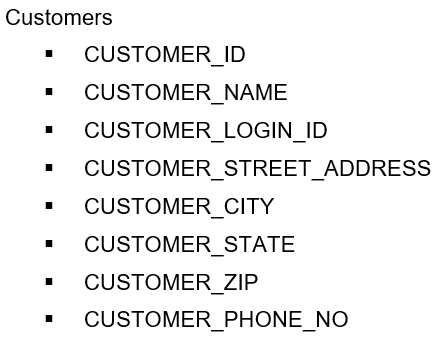 Customers
▪ CUSTOMER_ID
▪ CUSTOMER_NAME
▪ CUSTOMER_LOGIN_ID
▪ CUSTOMER_STREET_ADDRESS
▪ CUSTOMER_CITY
▪ CUSTOMER_STATE
▪ CUSTOMER_ZIP
▪ CUSTOMER_PHONE_NO